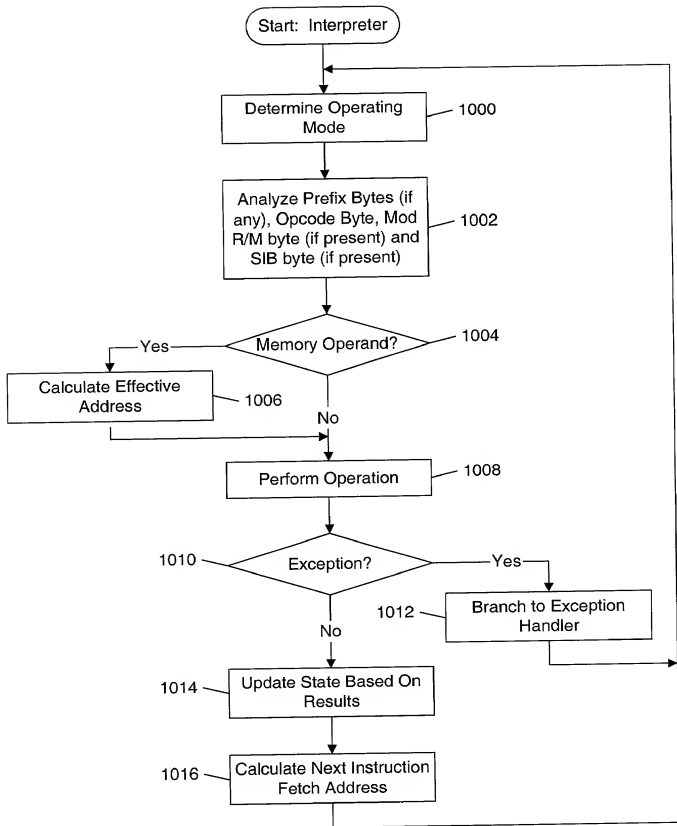 Start: Interpreter
Determine Operating
Mode
1000
Analyze Prefix Bytes (if
any), Opcode Byte, Mod
R/M byte (if present) and
SIB byte (if present)
1002
Memory Operand?
1004
Yes
Calculate Effective
Address
1006
No
Perform Operation
1008
1010
Exception?
Yes
1012
Branch to Exception
Handler
No
1014
Update State Based On
Results
1016
Calculate Next Instruction
Fetch Address